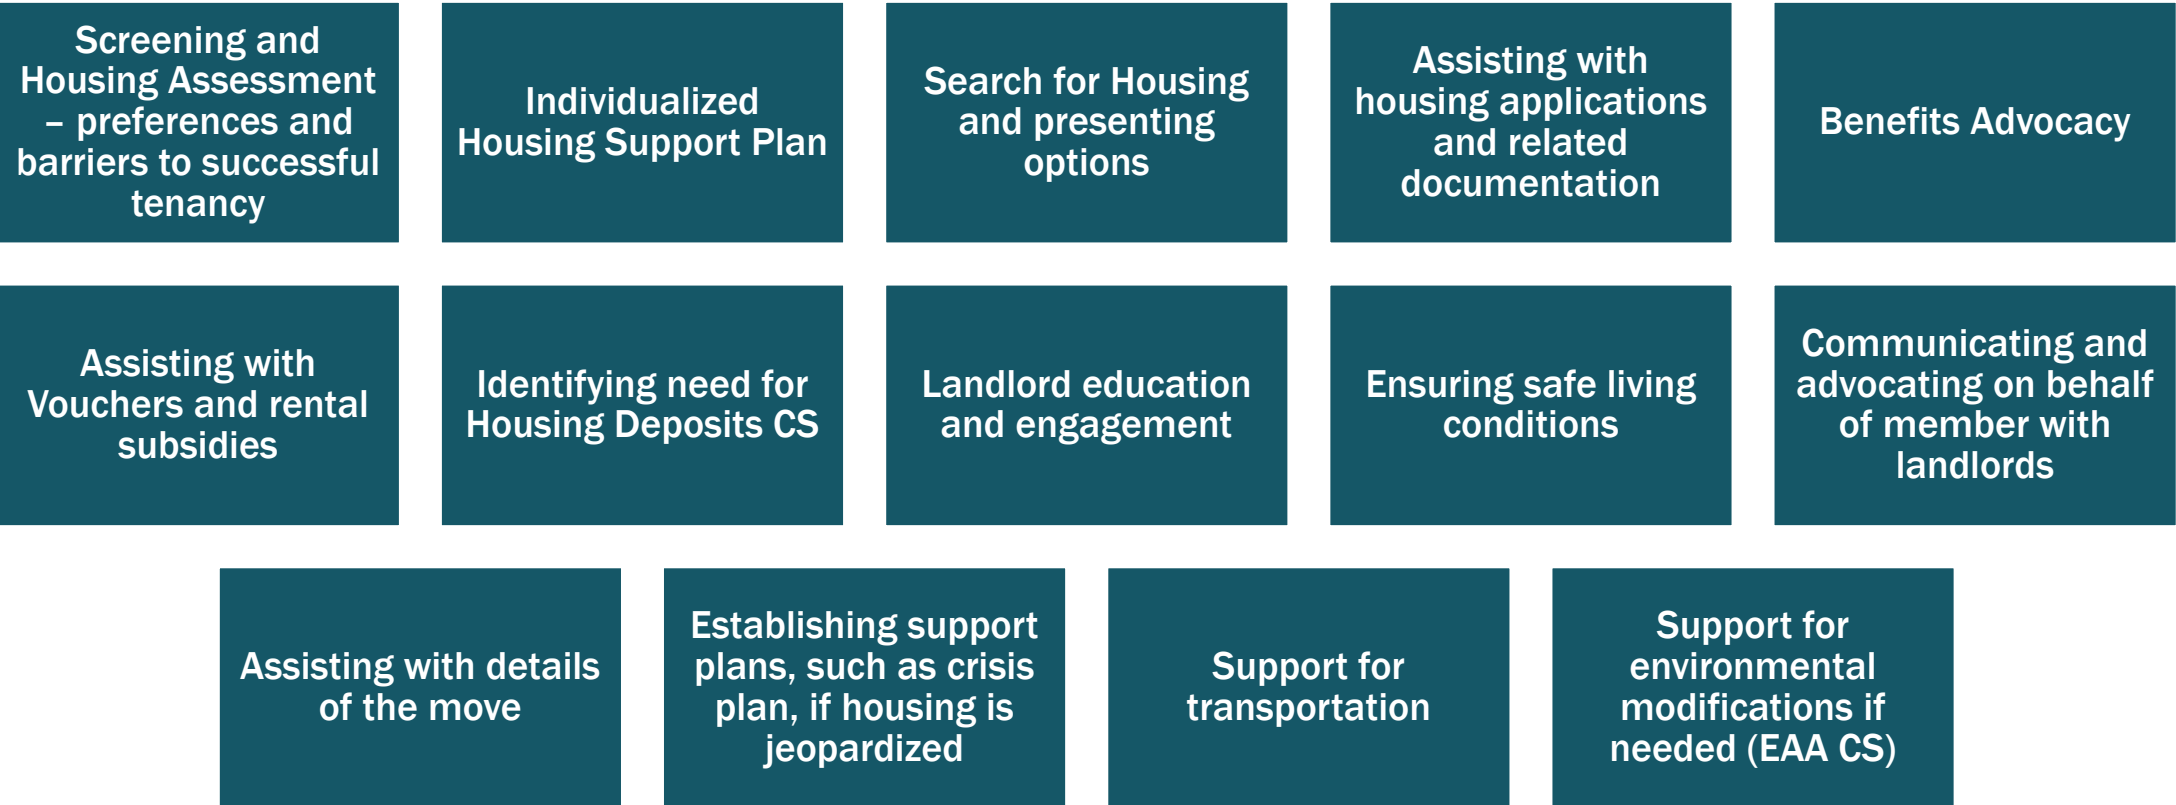 Screening and
Housing Assessment
– preferences and
barriers to successful
tenancy
Individualized
Housing Support Plan
Search for Housing
and presenting
options
Assisting with
housing applications
and related
documentation
Benefits Advocacy
Assisting with
Vouchers and rental
subsidies
Identifying need for
Housing Deposits CS
Landlord education
and engagement
Ensuring safe living
conditions
Communicating and
advocating on behalf
of member with
landlords
Assisting with details
of the move
Establishing support
plans, such as crisis
plan, if housing is
jeopardized
Support for
transportation
Support for
environmental
modifications if
needed (EAA CS)